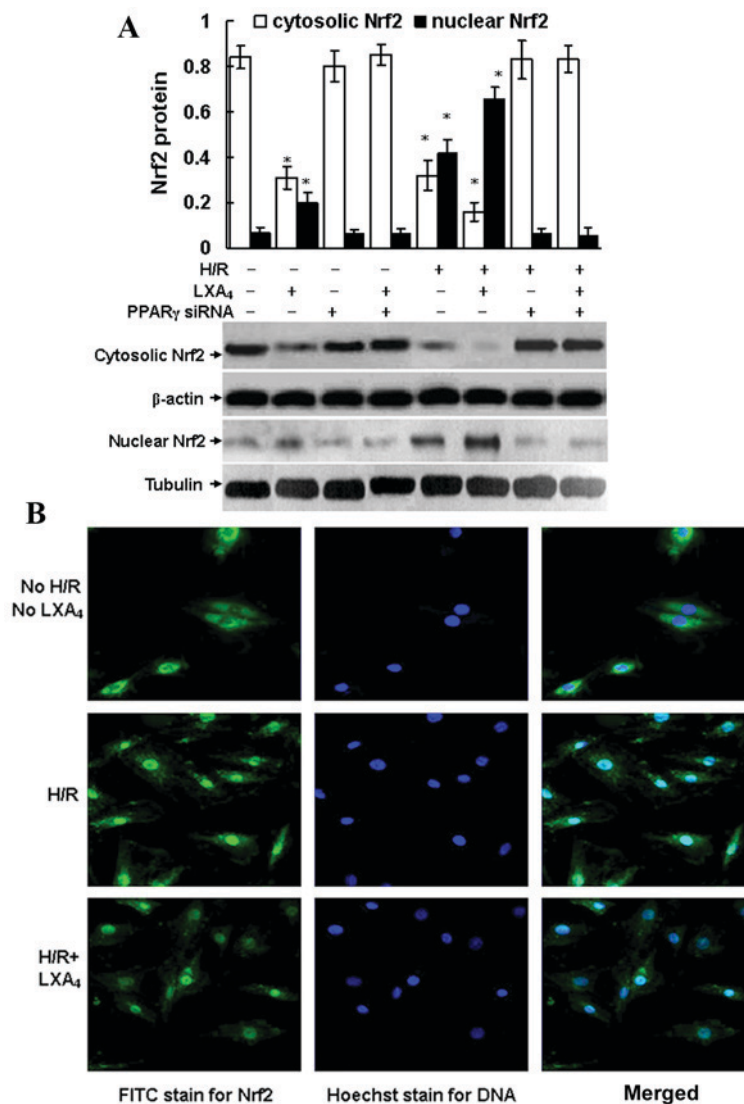 A
cytosolic Nrf2 nuclear Nrf2
1
0.8
0.6
0.4
0.2
0
Nrf2 protein
* * * * * *
H/R – – – – + + + +
LXA₄ – + – + – + – +
PPARγ siRNA – – + + – – + +
Cytosolic Nrf2
β-actin
Nuclear Nrf2
Tubulin
B
No H/R
No LXA₄
H/R
H/R+
LXA₄
FITC stain for Nrf2 Hoechst stain for DNA Merged